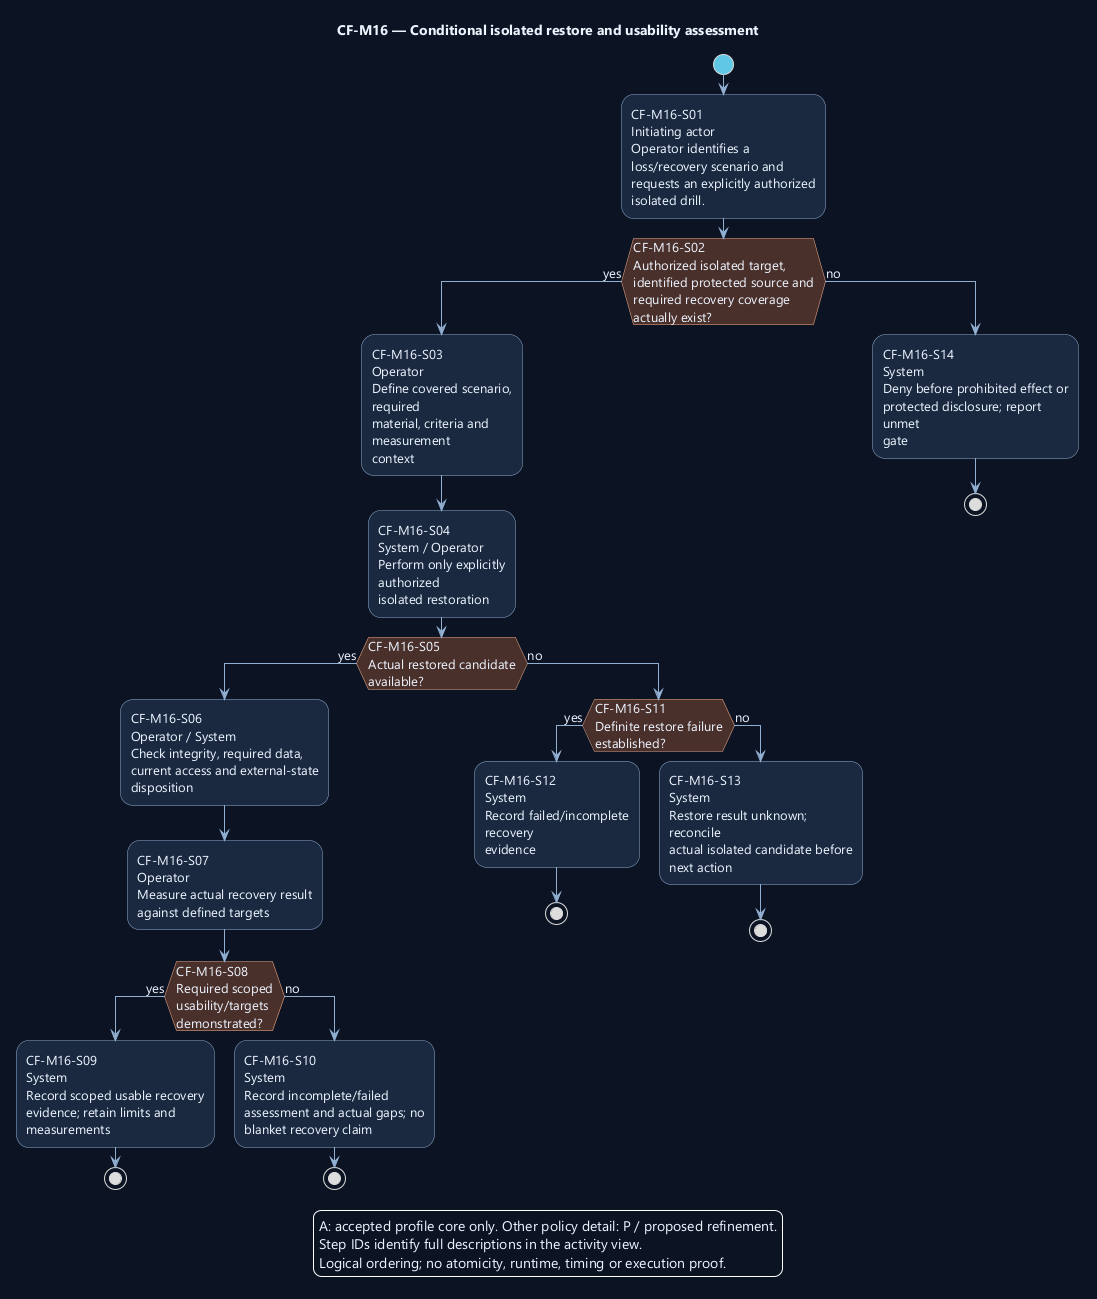 CF-M16 — Conditional isolated restore and usability assessment
CF-M16-S01
Initiating actor
Operator identifies a
loss/recovery scenario and
requests an explicitly authorized
isolated drill.
CF-M16-S02
Authorized isolated target,
identified protected source and
required recovery coverage
actually exist?
yes
no
CF-M16-S03
Operator
Define covered scenario,
required
material, criteria and
measurement
context
CF-M16-S14
System
Deny before prohibited effect or
protected disclosure; report
unmet
gate
CF-M16-S04
System / Operator
Perform only explicitly
authorized
isolated restoration
CF-M16-S05
Actual restored candidate
available?
yes
no
CF-M16-S06
Operator / System
Check integrity, required data,
current access and external-state
disposition
CF-M16-S11
Definite restore failure
established?
yes
no
CF-M16-S12
System
Record failed/incomplete
recovery
evidence
CF-M16-S13
System
Restore result unknown;
reconcile
actual isolated candidate before
next action
CF-M16-S07
Operator
Measure actual recovery result
against defined targets
CF-M16-S08
Required scoped
usability/targets
demonstrated?
yes
no
CF-M16-S09
System
Record scoped usable recovery
evidence; retain limits and
measurements
CF-M16-S10
System
Record incomplete/failed
assessment and actual gaps; no
blanket recovery claim
A: accepted profile core only. Other policy detail: P / proposed refinement.
Step IDs identify full descriptions in the activity view.
Logical ordering; no atomicity, runtime, timing or execution proof.